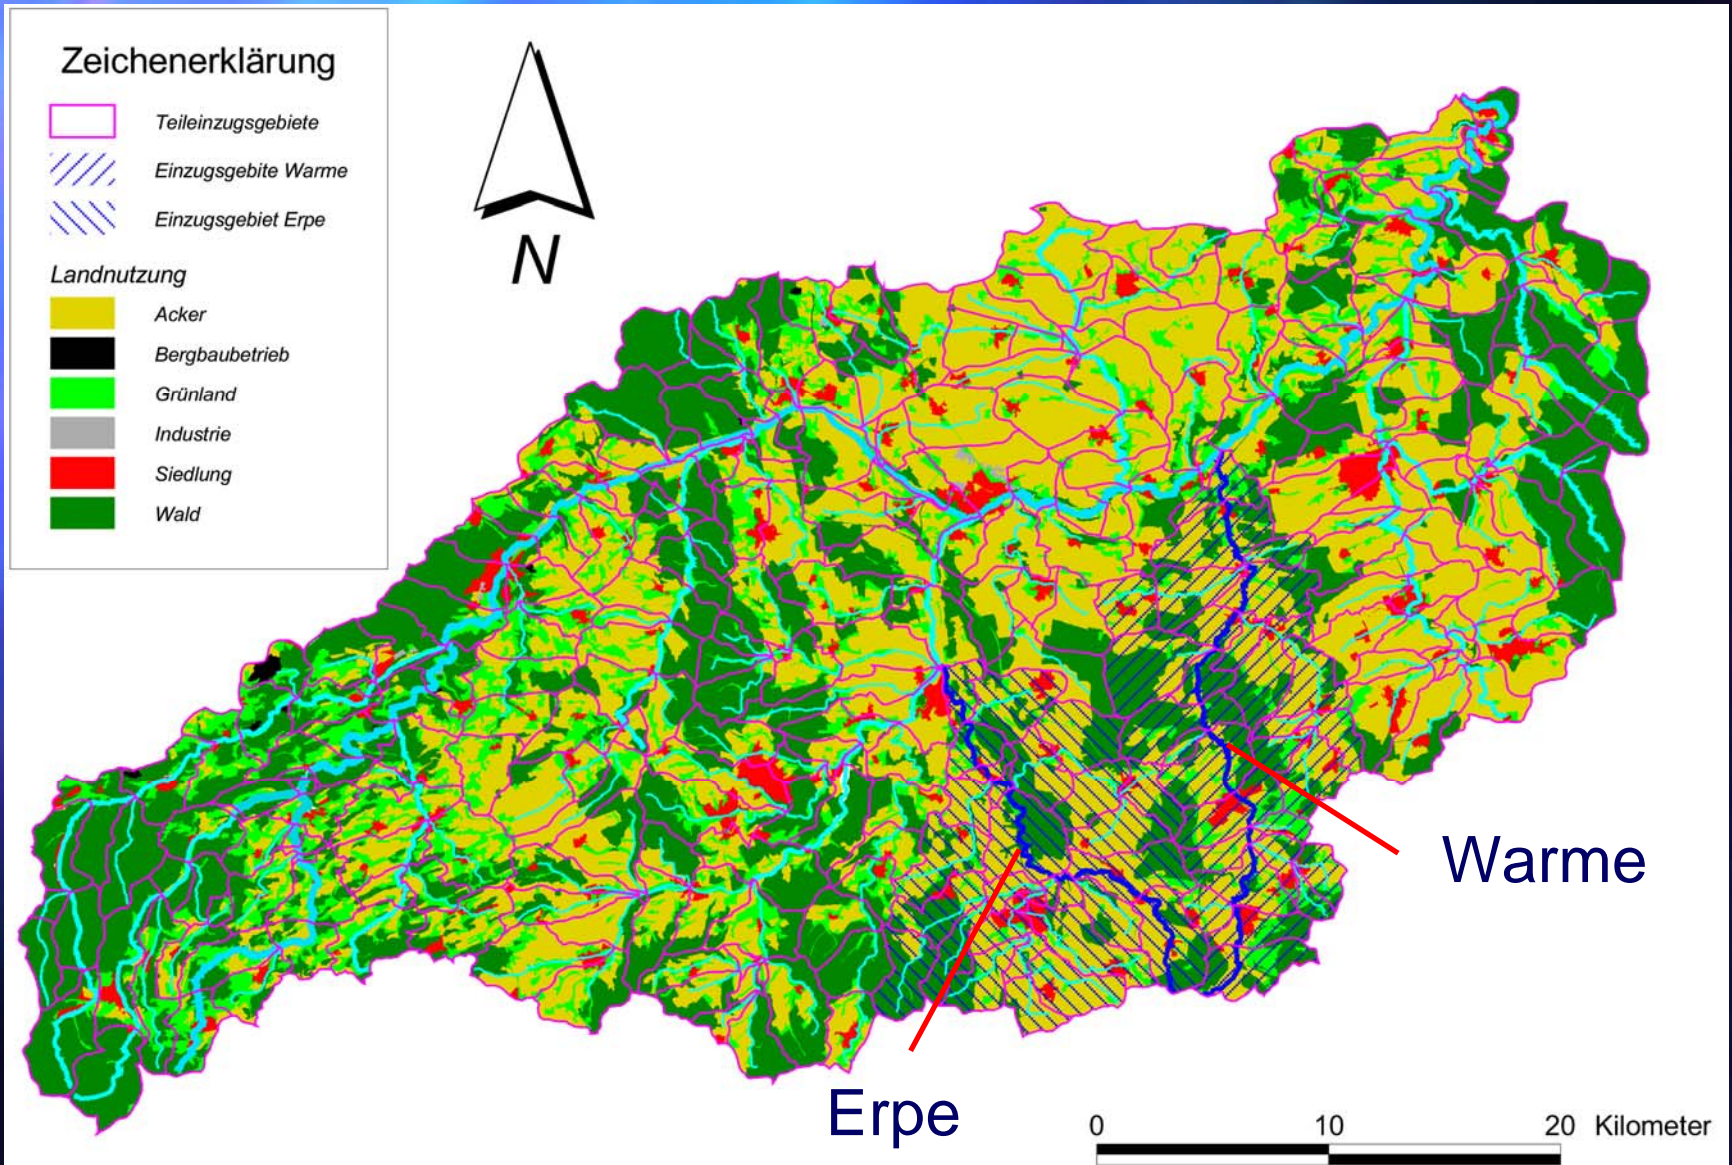 Zeichenerklärung
Teileinzugsgebiete
Einzugsgebite Warme
Einzugsgebiet Erpe
Landnutzung
Acker
Bergbaubetrieb
Grünland
Industrie
Siedlung
Wald
N
Warme
Erpe
0 10 20 Kilometer